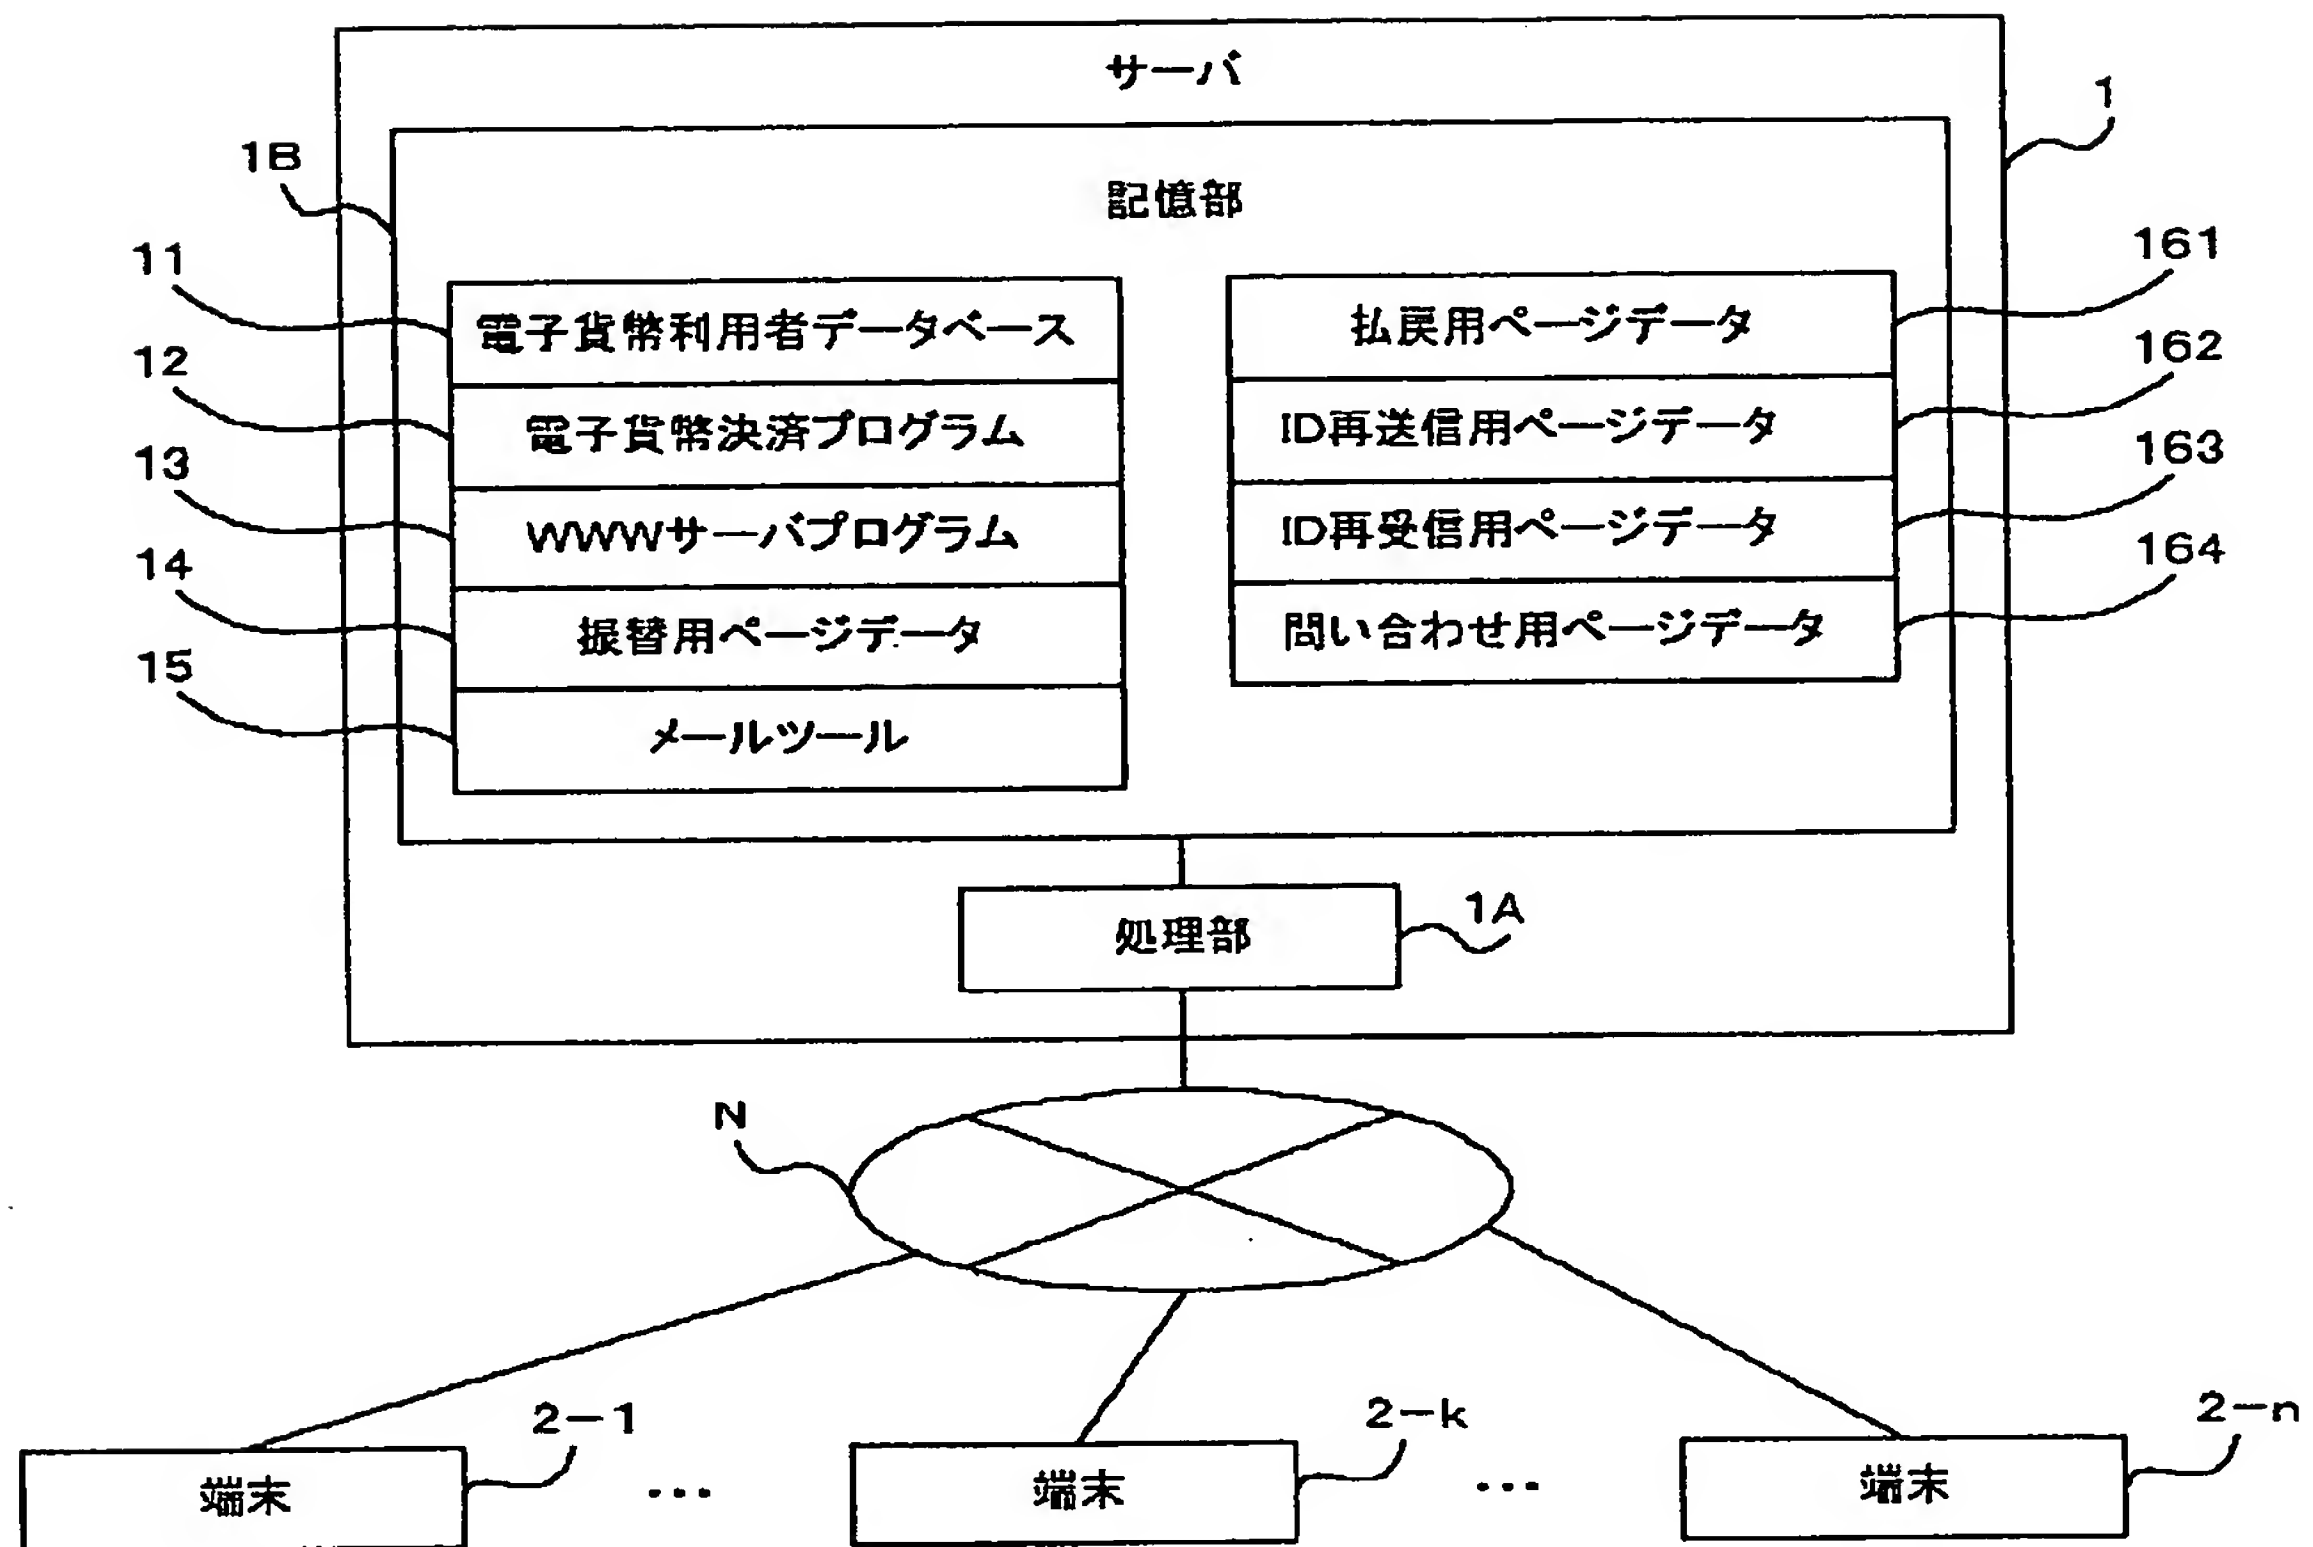 サーバ
1
1B
記憶部
11
電子貨幣利用者データベース
12
電子貨幣決済プログラム
13
WWWサーバプログラム
14
振替用ページデータ
15
メールツール
161
払戻用ページデータ
162
ID再送信用ページデータ
163
ID再受信用ページデータ
164
問い合わせ用ページデータ
処理部
1A
N
2-1
端末
...
2-k
端末
...
2-n
端末